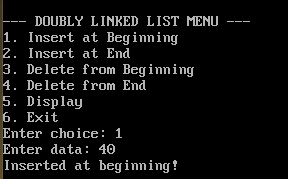 --- DOUBLY LINKED LIST MENU ---
1. Insert at Beginning
2. Insert at End
3. Delete from Beginning
4. Delete from End
5. Display
6. Exit
Enter choice: 1
Enter data: 40
Inserted at beginning!